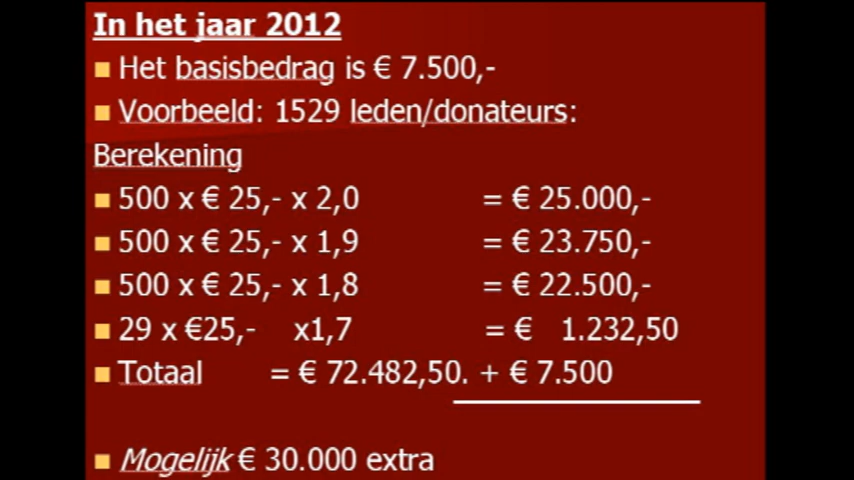 In het jaar 2012
Het basisbedrag is € 7.500,-
Voorbeeld: 1529 leden/donateurs:
Berekening
500 x € 25,- x 2,0 = € 25.000,-
500 x € 25,- x 1,9 = € 23.750,-
500 x € 25,- x 1,8 = € 22.500,-
29 x €25,- x1,7 = € 1.232,50
Totaal = € 72.482,50. + € 7.500
Mogelijk € 30.000 extra